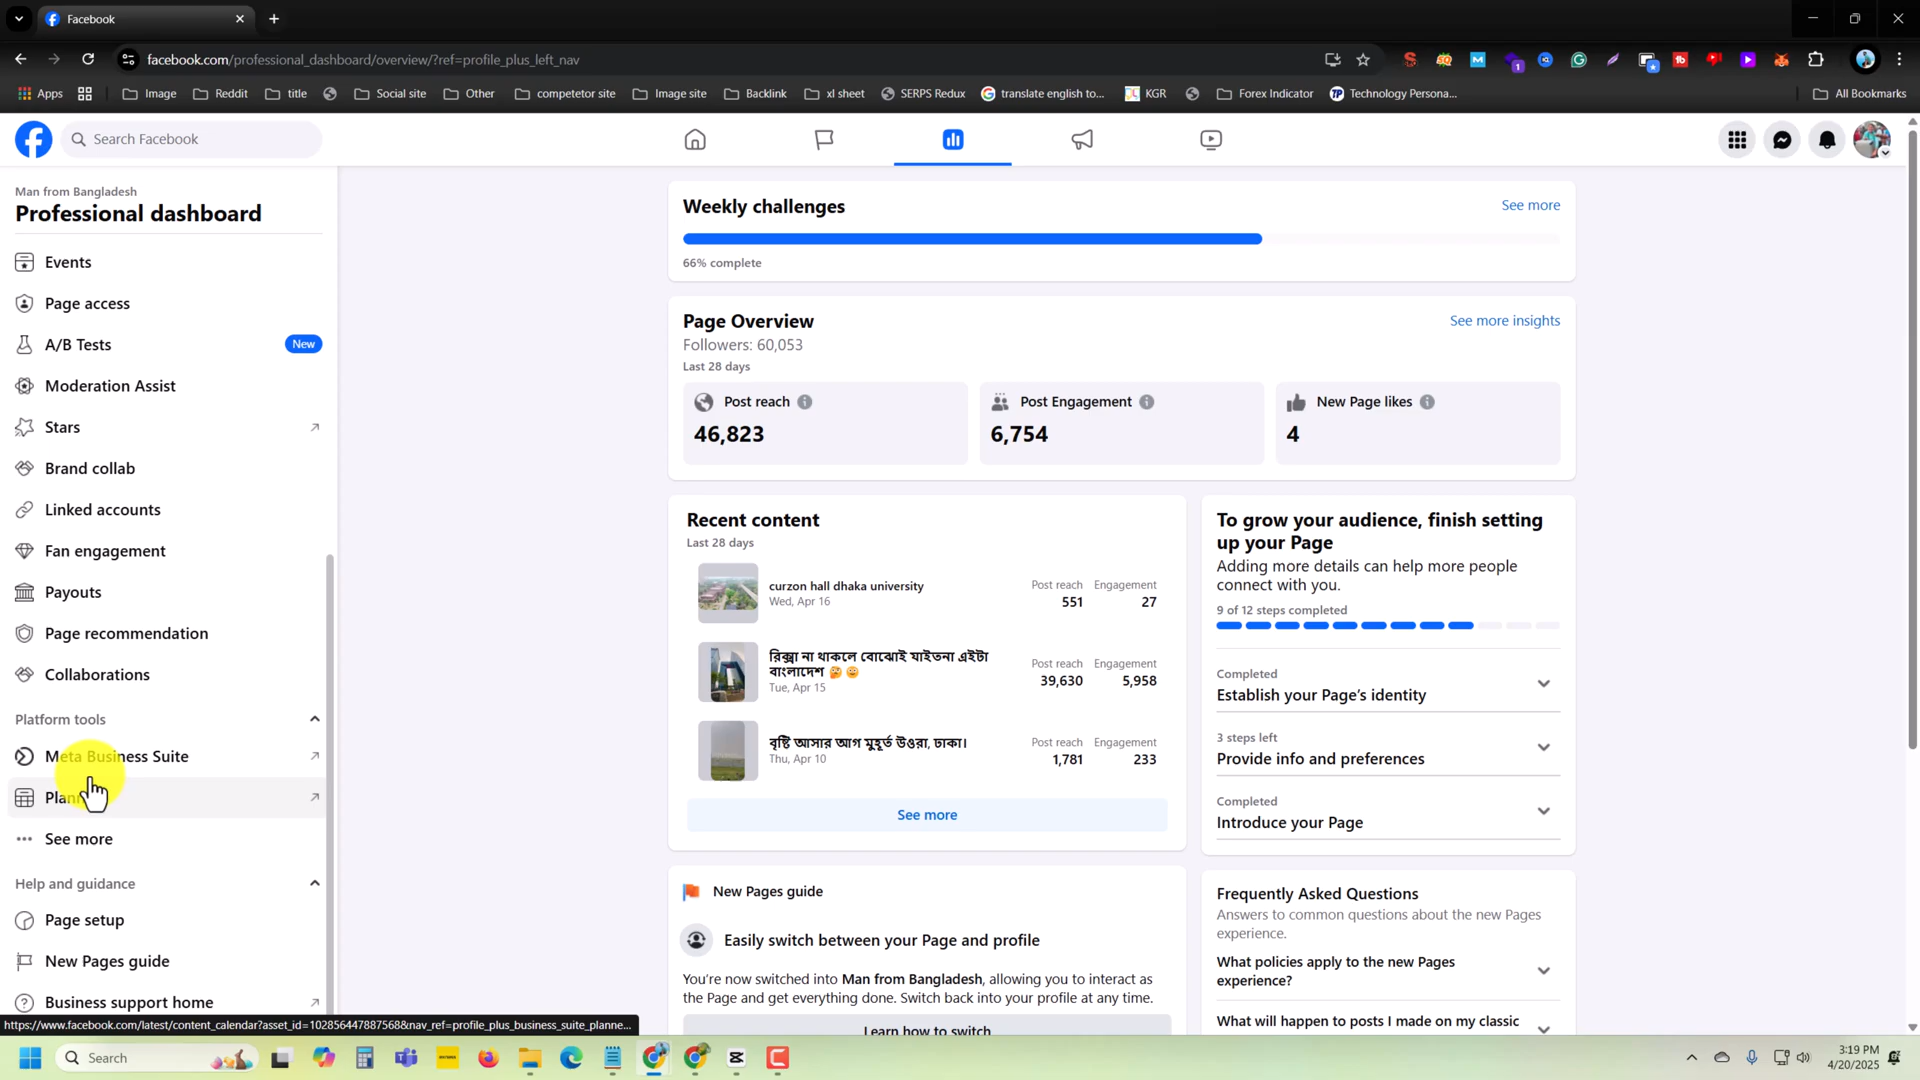 Facebook
facebook.com/professional_dashboard/overview/?ref=profile_plus_left_nav
Apps
Image
Reddit
title
Social site
Other
competetor site
Image site
Backlink
xl sheet
SERPS Redux
translate english to...
KGR
Forex Indicator
Technology Persona...
All Bookmarks
Search Facebook
Man from Bangladesh
Professional dashboard
Events
Page access
A/B Tests
New
Moderation Assist
Stars
Brand collab
Linked accounts
Fan engagement
Payouts
Page recommendation
Collaborations
Platform tools
Meta Business Suite
See more
Help and guidance
Page setup
New Pages guide
Business support home
https://www.facebook.com/latest/content_calendar?asset_id=102856447887568&nav_ref=profile_plus_business_suite_planne...
Weekly challenges
See more
66% complete
Page Overview
See more insights
Followers: 60,053
Last 28 days
Post reach
46,823
Post Engagement
6,754
New Page likes
4
Recent content
Last 28 days
curzon hall dhaka university
Wed, Apr 16
Post reach
551
Engagement
27
রিক্সা না থাকলে বোঝোই যাইতনা এইটা
বাংলাদেশ 🤔 😀
Tue, Apr 15
Post reach
39,630
Engagement
5,958
বৃষ্টি আসার আগ মুহূর্ত উওরা, ঢাকা।
Thu, Apr 10
Post reach
1,781
Engagement
233
See more
New Pages guide
Easily switch between your Page and profile
You're now switched into Man from Bangladesh, allowing you to interact as
the Page and get everything done. Switch back into your profile at any time.
Learn how to switch
To grow your audience, finish setting
up your Page
Adding more details can help more people
connect with you.
9 of 12 steps completed
Completed
Establish your Page's identity
3 steps left
Provide info and preferences
Completed
Introduce your Page
Frequently Asked Questions
Answers to common questions about the new Pages
experience.
What policies apply to the new Pages
experience?
What will happen to posts I made on my classic
Search
3:19 PM
4/20/2025